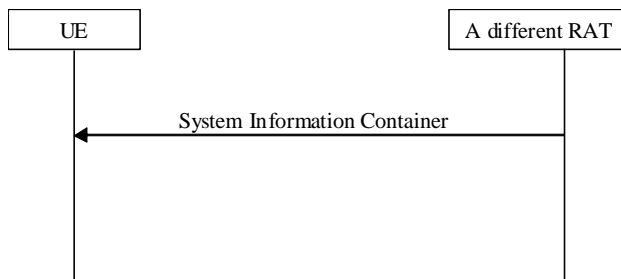 UE
A different RAT
System Information Container